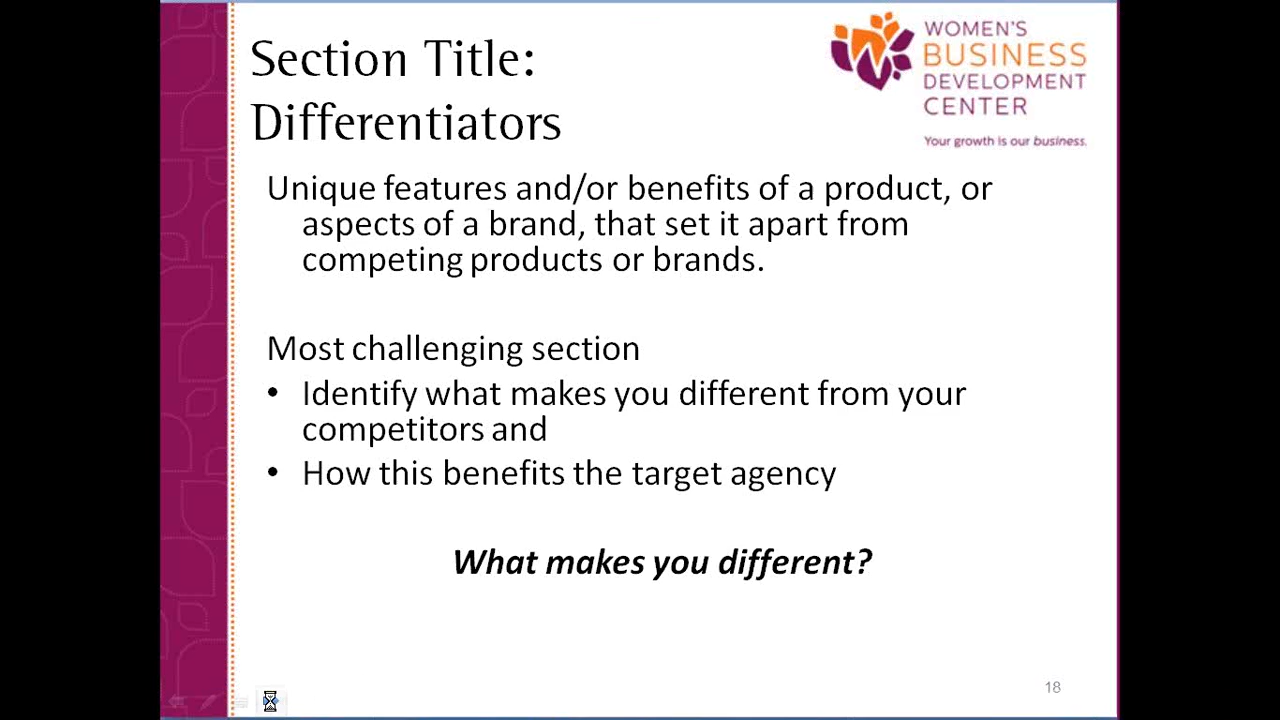 Section Title:
Differentiators
WOMEN'S
BUSINESS
DEVELOPMENT
CENTER
Your growth is our business.
Unique features and/or benefits of a product, or
aspects of a brand, that set it apart from
competing products or brands.
Most challenging section
• Identify what makes you different from your
competitors and
• How this benefits the target agency
What makes you different?
18